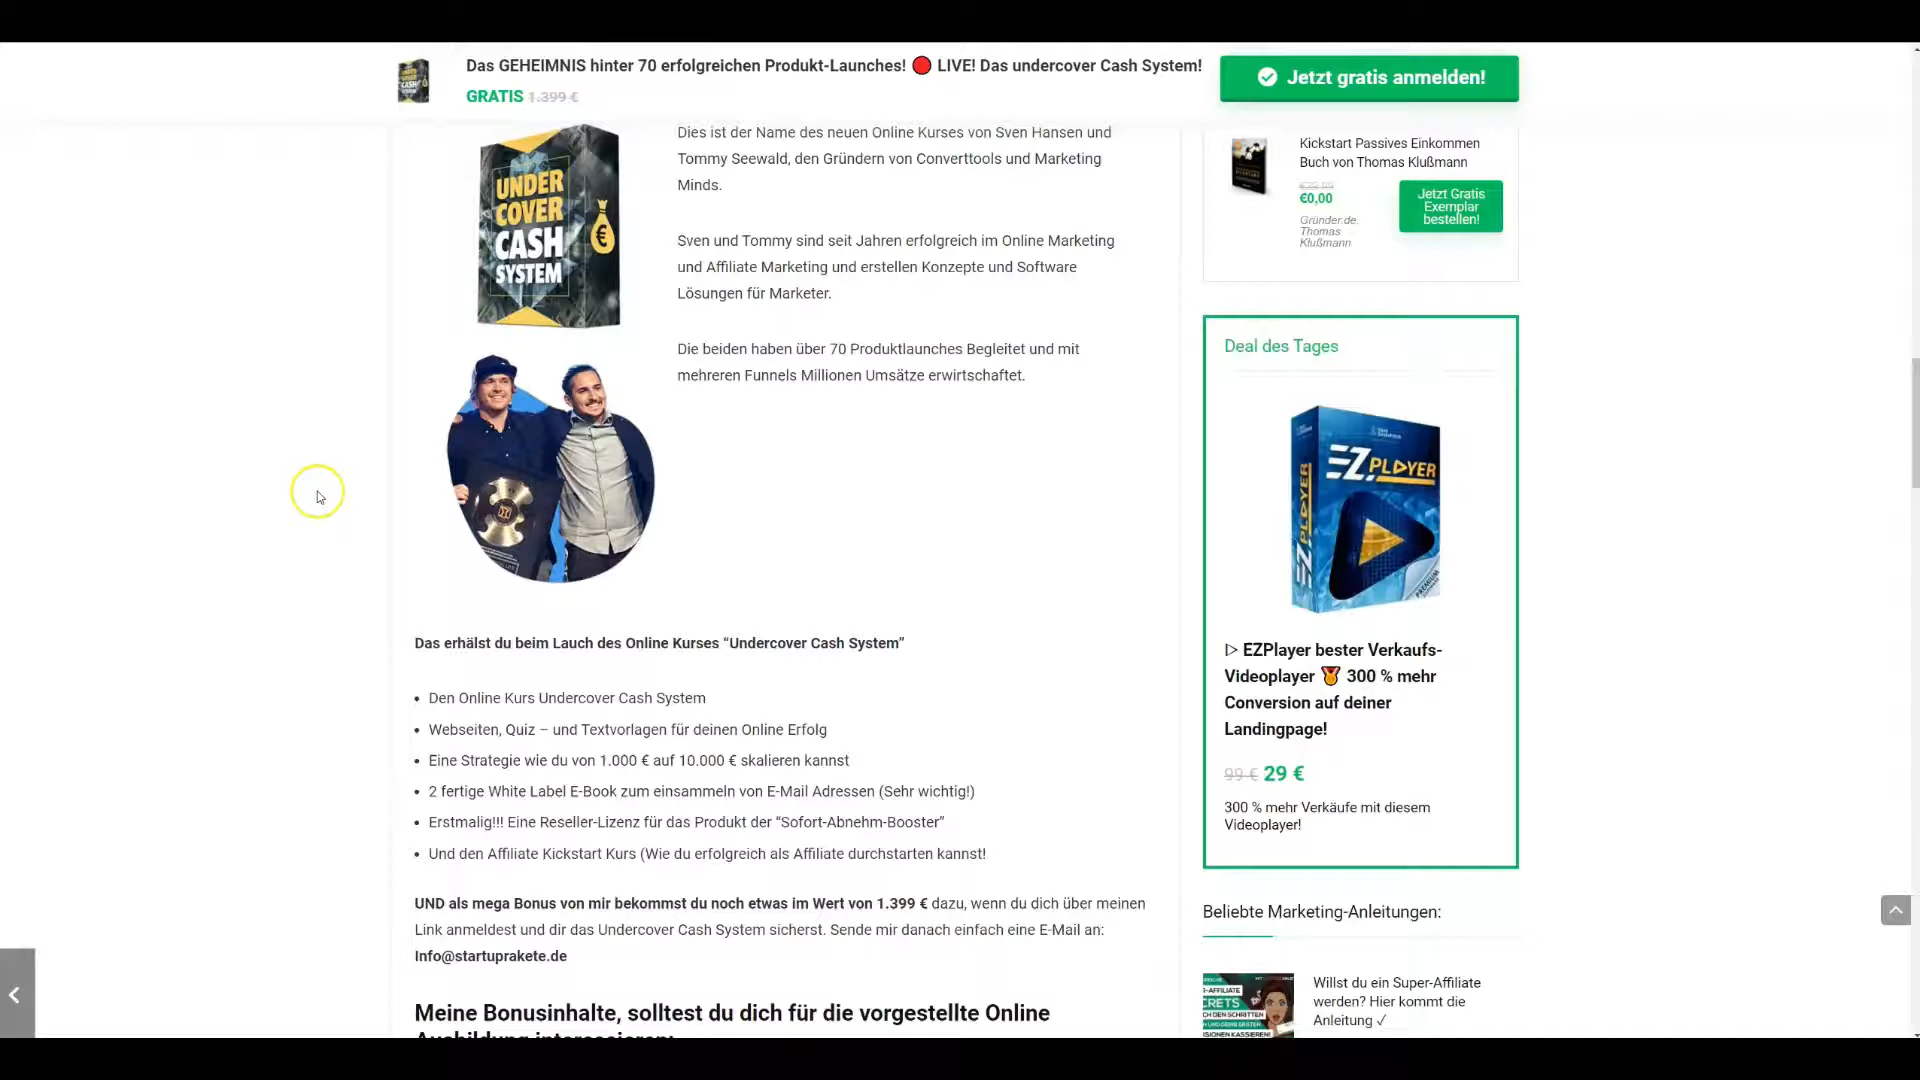 Das GEHEIMNIS hinter 70 erfolgreichen Produkt-Launches! 🔴 LIVE! Das undercover Cash System!
GRATIS 1.399 €
Jetzt gratis anmelden!
UNDER
COVER
CASH
SYSTEM
€
Dies ist der Name des neuen Online Kurses von Sven Hansen und
Tommy Seewald, den Gründern von Converttools und Marketing
Minds.
Sven und Tommy sind seit Jahren erfolgreich im Online Marketing
und Affiliate Marketing und erstellen Konzepte und Software
Lösungen für Marketer.
Die beiden haben über 70 Produktlaunches Begleitet und mit
mehreren Funnels Millionen Umsätze erwirtschaftet.
Das erhälst du beim Lauch des Online Kurses “Undercover Cash System”
• Den Online Kurs Undercover Cash System
• Webseiten, Quiz – und Textvorlagen für deinen Online Erfolg
• Eine Strategie wie du von 1.000 € auf 10.000 € skalieren kannst
• 2 fertige White Label E-Book zum einsammeln von E-Mail Adressen (Sehr wichtig!)
• Erstmalig!!! Eine Reseller-Lizenz für das Produkt der “Sofort-Abnehm-Booster”
• Und den Affiliate Kickstart Kurs (Wie du erfolgreich als Affiliate durchstarten kannst!
UND als mega Bonus von mir bekommst du noch etwas im Wert von 1.399 € dazu, wenn du dich über meinen
Link anmeldest und dir das Undercover Cash System sicherst. Sende mir danach einfach eine E-Mail an:
Info@startuprakete.de
Meine Bonusinhalte, solltest du dich für die vorgestellte Online
Ausbildung interessieren:
Kickstart Passives Einkommen
Buch von Thomas Klußmann
€0,00
Gründer.de,
Thomas
Klußmann
Jetzt Gratis
Exemplar
bestellen!
Deal des Tages
EZ PLAYER
EZ. PLAYER
PREMIUM
▷ EZPlayer bester Verkaufs-
Videoplayer 🏅 300 % mehr
Conversion auf deiner
Landingpage!
99 € 29 €
300 % mehr Verkäufe mit diesem
Videoplayer!
Beliebte Marketing-Anleitungen:
Willst du ein Super-Affiliate
werden? Hier kommt die
Anleitung ✓